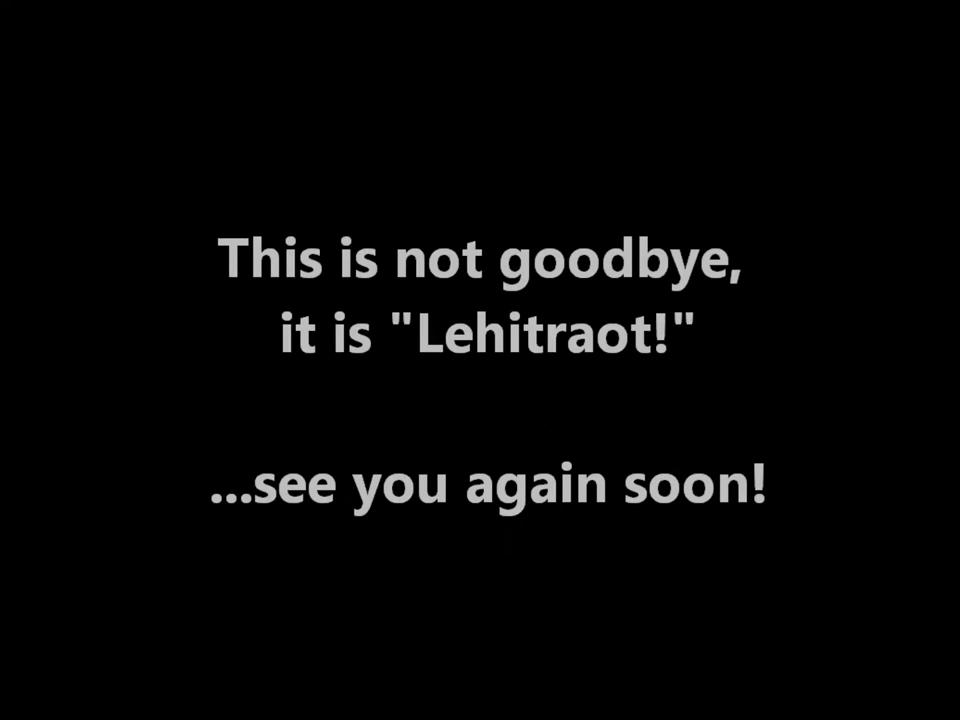 This is not goodbye,
it is "Lehitraot!"
...see you again soon!